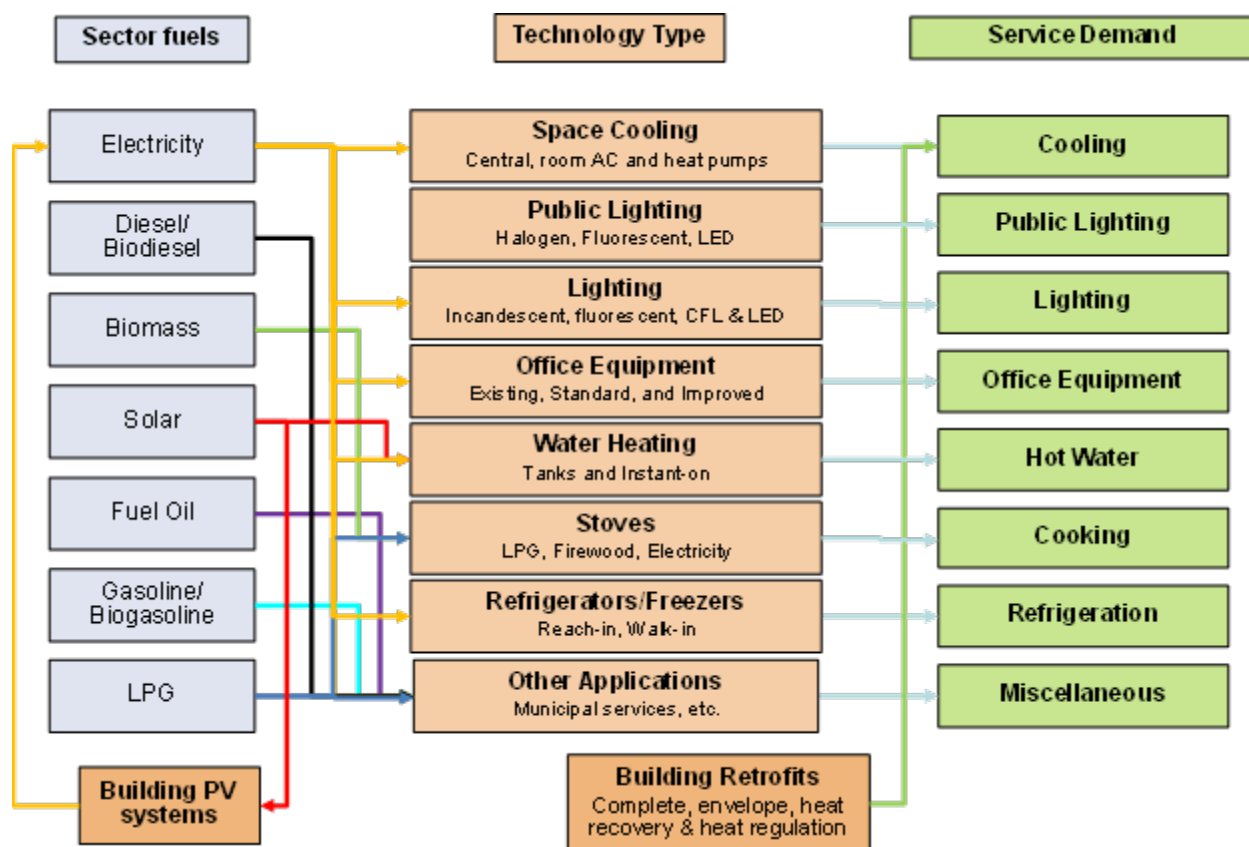 Sector fuels
Technology Type
Service Demand
Electricity
Space Cooling
Central, room AC and heat pumps
Cooling
Diesel/
Biodiesel
Public Lighting
Halogen, Fluorescent, LED
Public Lighting
Biomass
Lighting
Incandescent, fluorescent, CFL & LED
Lighting
Office Equipment
Existing, Standard, and Improved
Office Equipment
Solar
Water Heating
Tanks and Instant-on
Hot Water
Fuel Oil
Stoves
LPG, Firewood, Electricity
Cooking
Gasoline/
Biogasoline
Refrigerators/Freezers
Reach-in, Walk-in
Refrigeration
LPG
Other Applications
Municipal services, etc.
Miscellaneous
Building PV
systems
Building Retrofits
Complete, envelope, heat
recovery & heat regulation